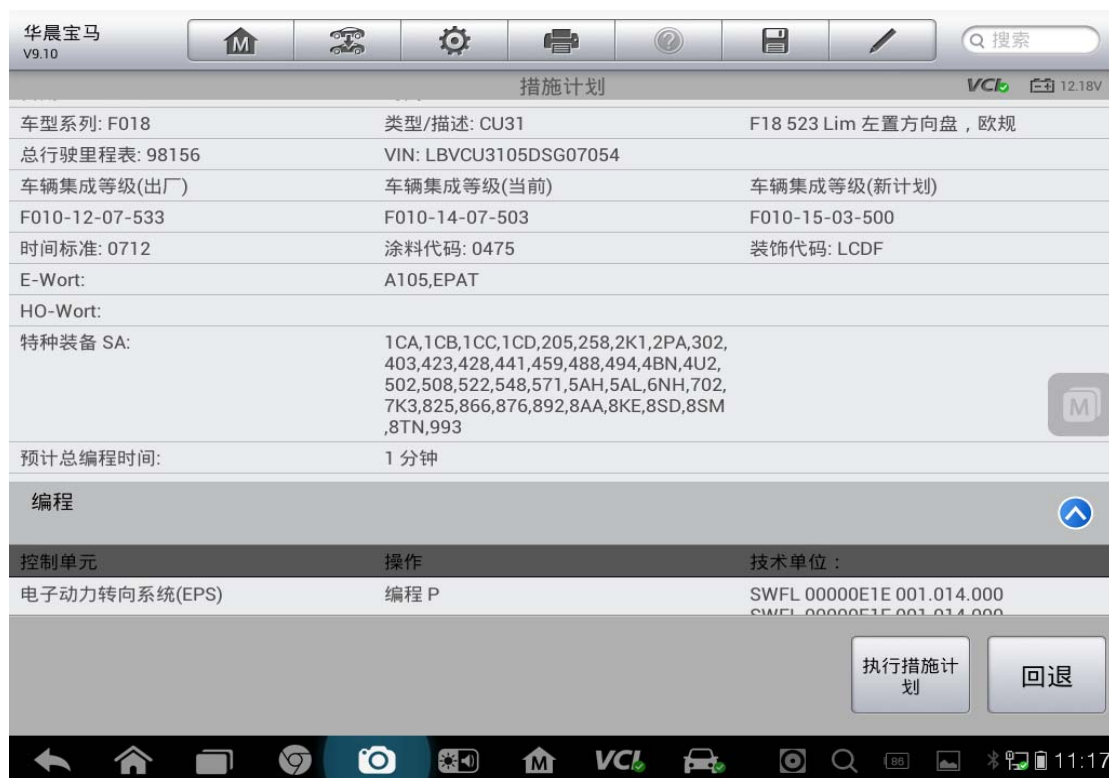 华晨宝马
V9.10
搜索
措施计划
VCI 12.18V
车型系列: F018 类型/描述: CU31 F18 523 Lim 左置方向盘，欧规
总行驶里程表: 98156 VIN: LBVCU3105DSG07054
车辆集成等级(出厂) 车辆集成等级(当前) 车辆集成等级(新计划)
F010-12-07-533 F010-14-07-503 F010-15-03-500
时间标准: 0712 涂料代码: 0475 装饰代码: LCDF
E-Wort: A105,EPAT
HO-Wort:
特种装备 SA: 1CA,1CB,1CC,1CD,205,258,2K1,2PA,302,
403,423,428,441,459,488,494,4BN,4U2,
502,508,522,548,571,5AH,5AL,6NH,702,
7K3,825,866,876,892,8AA,8KE,8SD,8SM
,8TN,993
M
预计总编程时间: 1 分钟
编程
控制单元 操作 技术单位：
电子动力转向系统(EPS) 编程 P SWFL 00000E1E 001.014.000
SWFL 00000E1F 001.014.000
执行措施计
划
回退
M VCI 86 11:17